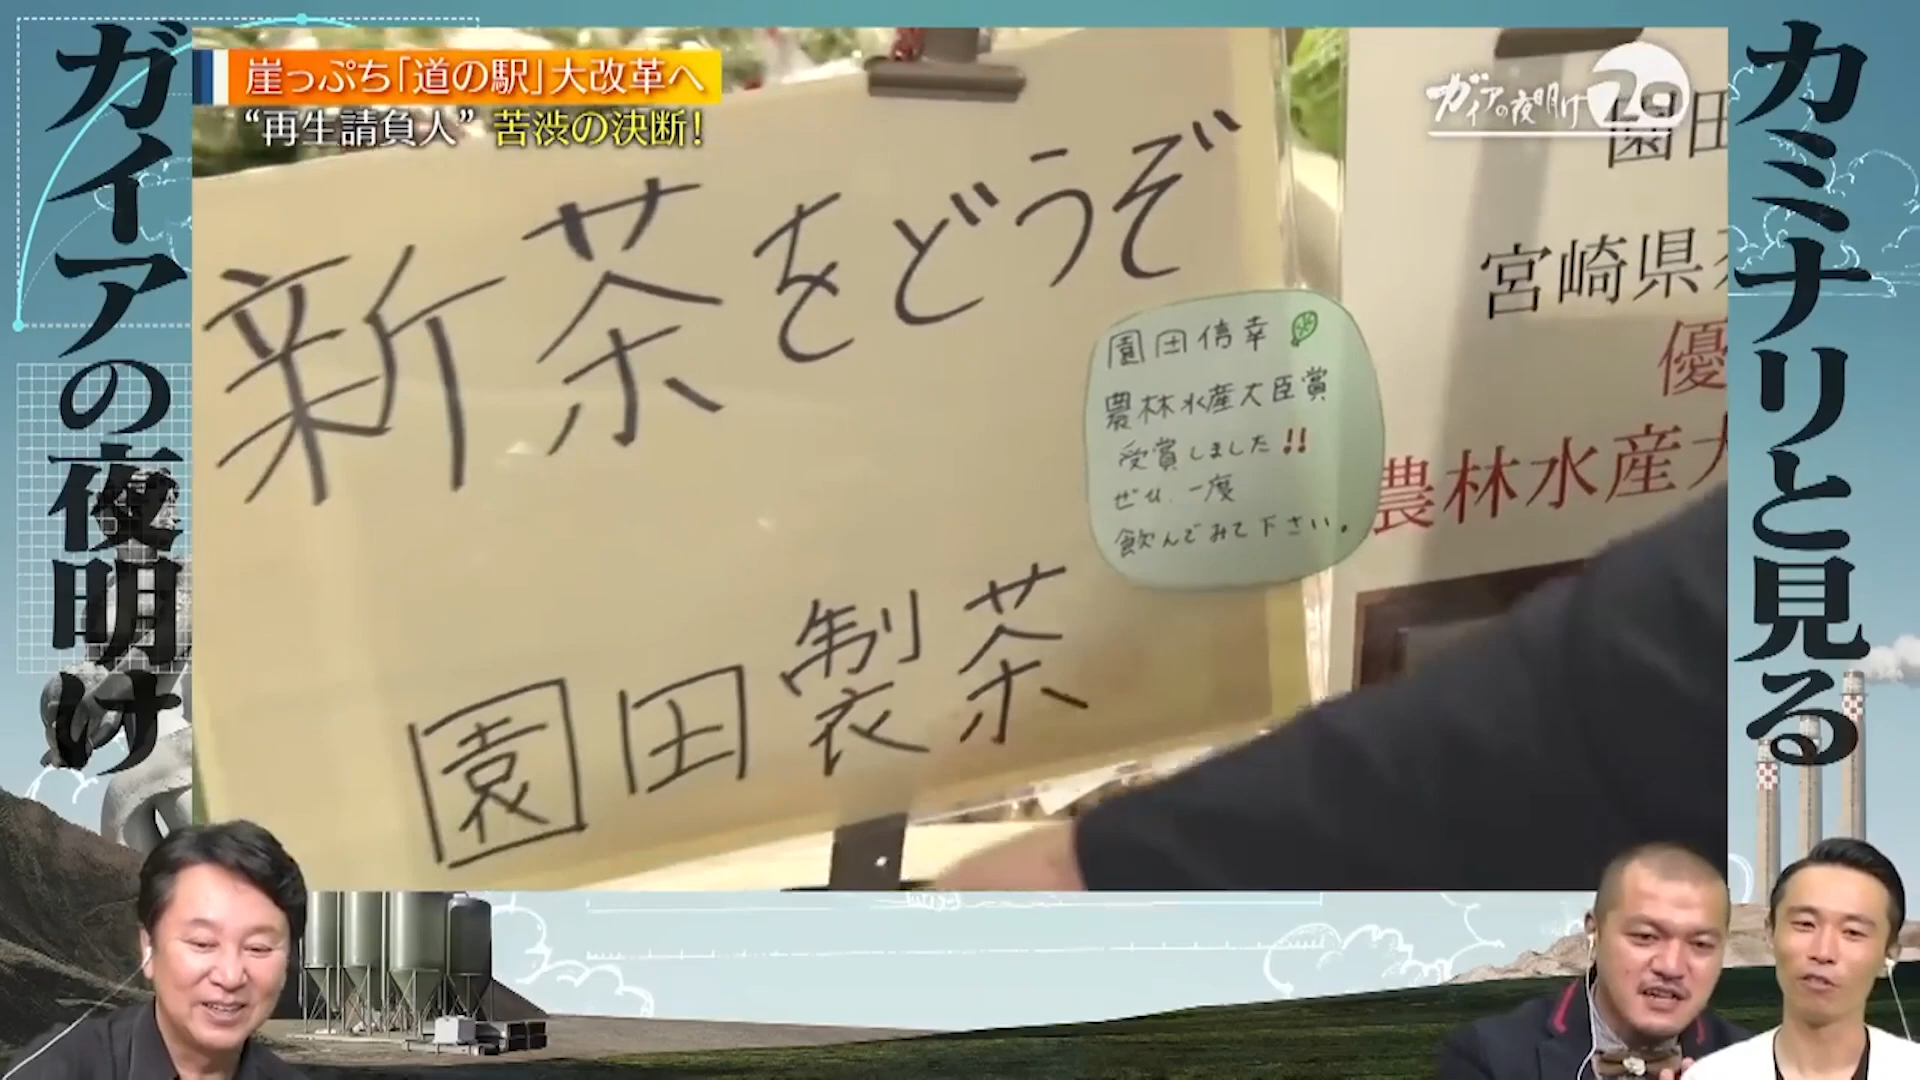 ガイアの夜明け
崖っぷち「道の駅」大改革へ
“再生請負人” 苦渋の決断！
ガイアの夜明け 20
新茶をどうぞ
園田倍幸
農林水産大臣賞
受賞しました!!
ぜひ 一度
飲んでみて下さい。
園田製茶
園田
宮崎県
優
農林水産大
カミナリと見る